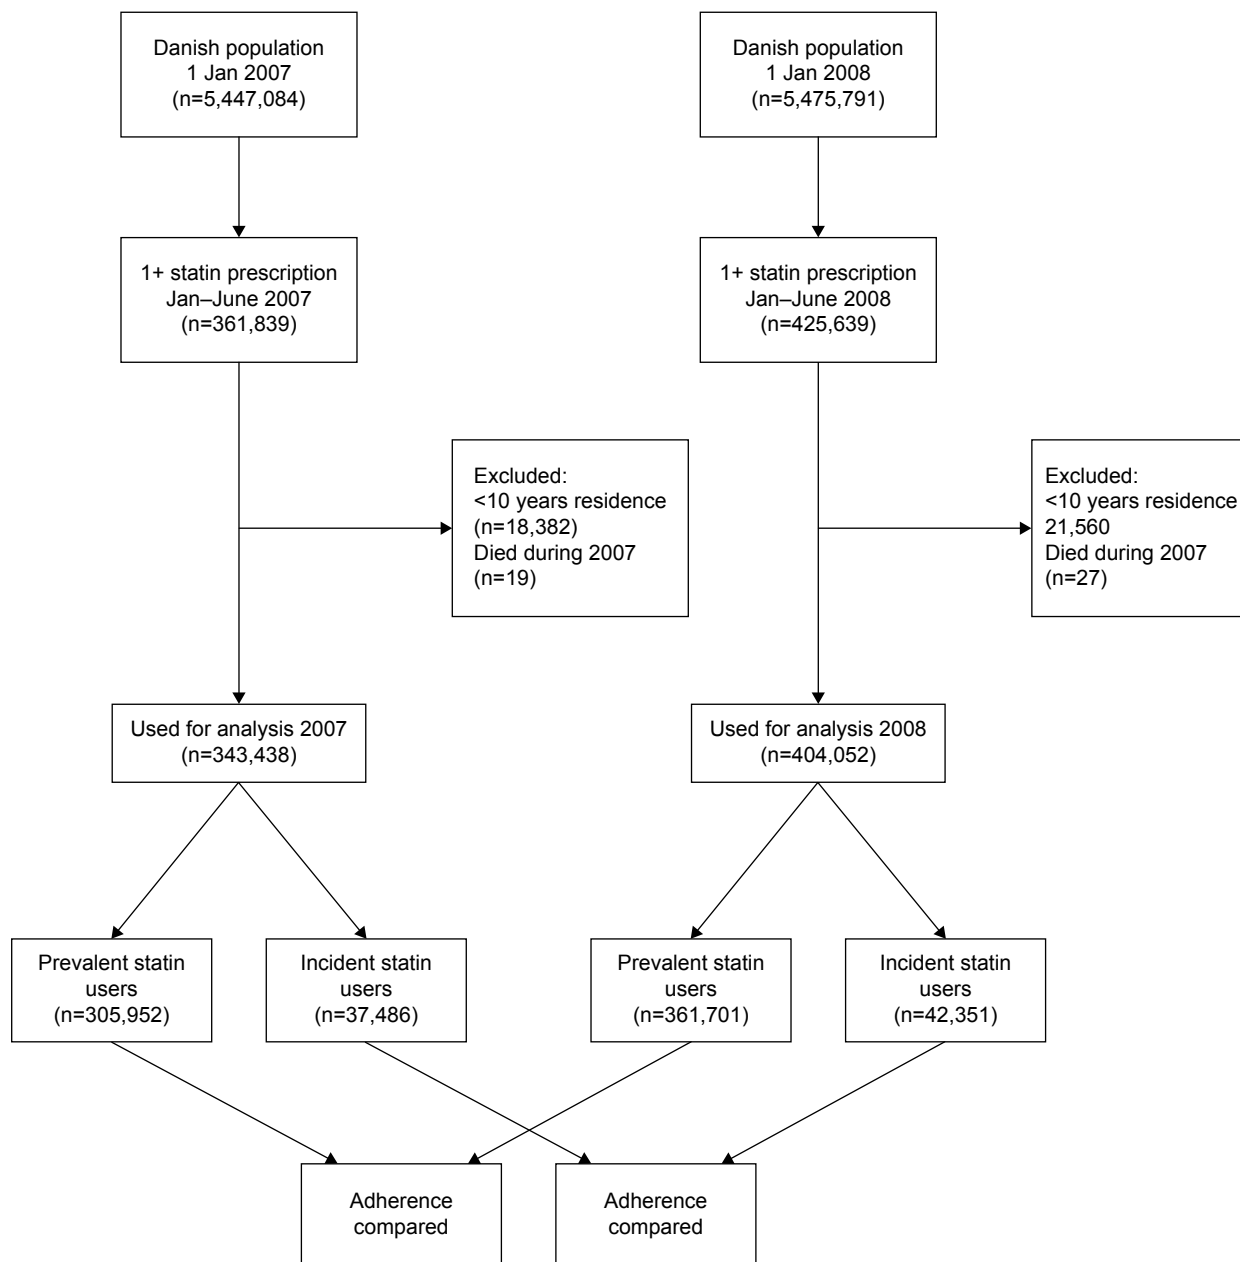 Danish population
1 Jan 2007
(n=5,447,084)
Danish population
1 Jan 2008
(n=5,475,791)
1+ statin prescription
Jan–June 2007
(n=361,839)
1+ statin prescription
Jan–June 2008
(n=425,639)
Excluded:
<10 years residence
(n=18,382)
Died during 2007
(n=19)
Excluded:
<10 years residence
21,560
Died during 2007
(n=27)
Used for analysis 2007
(n=343,438)
Used for analysis 2008
(n=404,052)
Prevalent statin
users
(n=305,952)
Incident statin
users
(n=37,486)
Prevalent statin
users
(n=361,701)
Incident statin
users
(n=42,351)
Adherence
compared
Adherence
compared